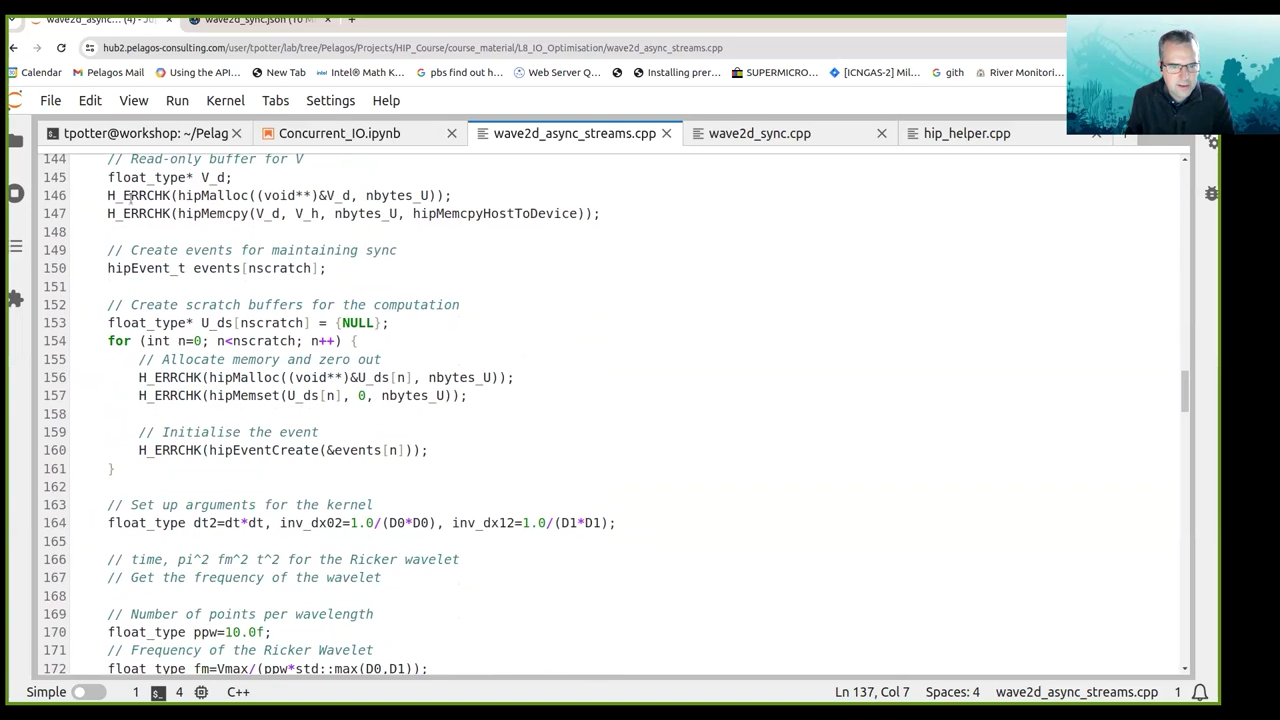 wave2d_async... (4) - Ju
wave2d_sync.json (10 M
hub2.pelagos-consulting.com/user/tpotter/lab/tree/Pelagos/Projects/HIP_Course/course_material/L8_IO_Optimisation/wave2d_async_streams.cpp
Calendar Pelagos Mail Using the API... New Tab Intel® Math K... pbs find out h... Web Server Q... Installing prer... SUPERMICRO... [ICNGAS-2] Mil... gith River Monitori...
File Edit View Run Kernel Tabs Settings Help
tpotter@workshop: ~/Pelag Concurrent_IO.ipynb wave2d_async_streams.cpp wave2d_sync.cpp hip_helper.cpp
144 // Read-only buffer for V
145 float_type* V_d;
146 H_ERRCHK(hipMalloc((void**)&V_d, nbytes_U));
147 H_ERRCHK(hipMemcpy(V_d, V_h, nbytes_U, hipMemcpyHostToDevice));
148
149 // Create events for maintaining sync
150 hipEvent_t events[nscratch];
151
152 // Create scratch buffers for the computation
153 float_type* U_ds[nscratch] = {NULL};
154 for (int n=0; n<nscratch; n++) {
155 // Allocate memory and zero out
156 H_ERRCHK(hipMalloc((void**)&U_ds[n], nbytes_U));
157 H_ERRCHK(hipMemset(U_ds[n], 0, nbytes_U));
158
159 // Initialise the event
160 H_ERRCHK(hipEventCreate(&events[n]));
161 }
162
163 // Set up arguments for the kernel
164 float_type dt2=dt*dt, inv_dx02=1.0/(D0*D0), inv_dx12=1.0/(D1*D1);
165
166 // time, pi^2 fm^2 t^2 for the Ricker wavelet
167 // Get the frequency of the wavelet
168
169 // Number of points per wavelength
170 float_type ppw=10.0f;
171 // Frequency of the Ricker Wavelet
172 float_type fm=Vmax/(ppw*std::max(D0,D1));
Simple 1 4 C++ Ln 137, Col 7 Spaces: 4 wave2d_async_streams.cpp 1